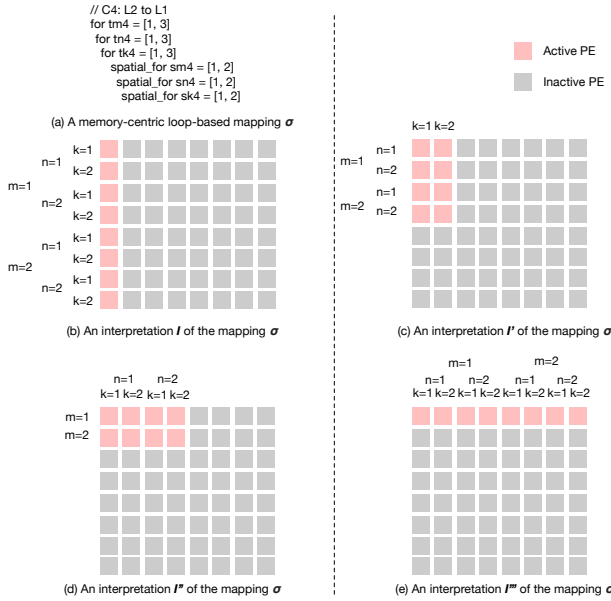 // C4: L2 to L1
for tm4 = [1, 3]
for tn4 = [1, 3]
for tk4 = [1, 3]
spatial_for sm4 = [1, 2]
spatial_for sn4 = [1, 2]
spatial_for sk4 = [1, 2]
(a) A memory-centric loop-based mapping σ
Active PE
Inactive PE
m=1
m=2
n=1
n=2
n=1
n=2
k=1
k=2
k=1
k=2
k=1
k=2
k=1
k=2
(b) An interpretation I of the mapping σ
k=1 k=2
m=1
m=2
n=1
n=2
n=1
n=2
(c) An interpretation I' of the mapping σ
n=1 n=2
k=1 k=2 k=1 k=2
m=1
m=2
(d) An interpretation I'' of the mapping σ
m=1 m=2
n=1 n=2 n=1 n=2
k=1 k=2 k=1 k=2 k=1 k=2 k=1 k=2
(e) An interpretation I''' of the mapping σ